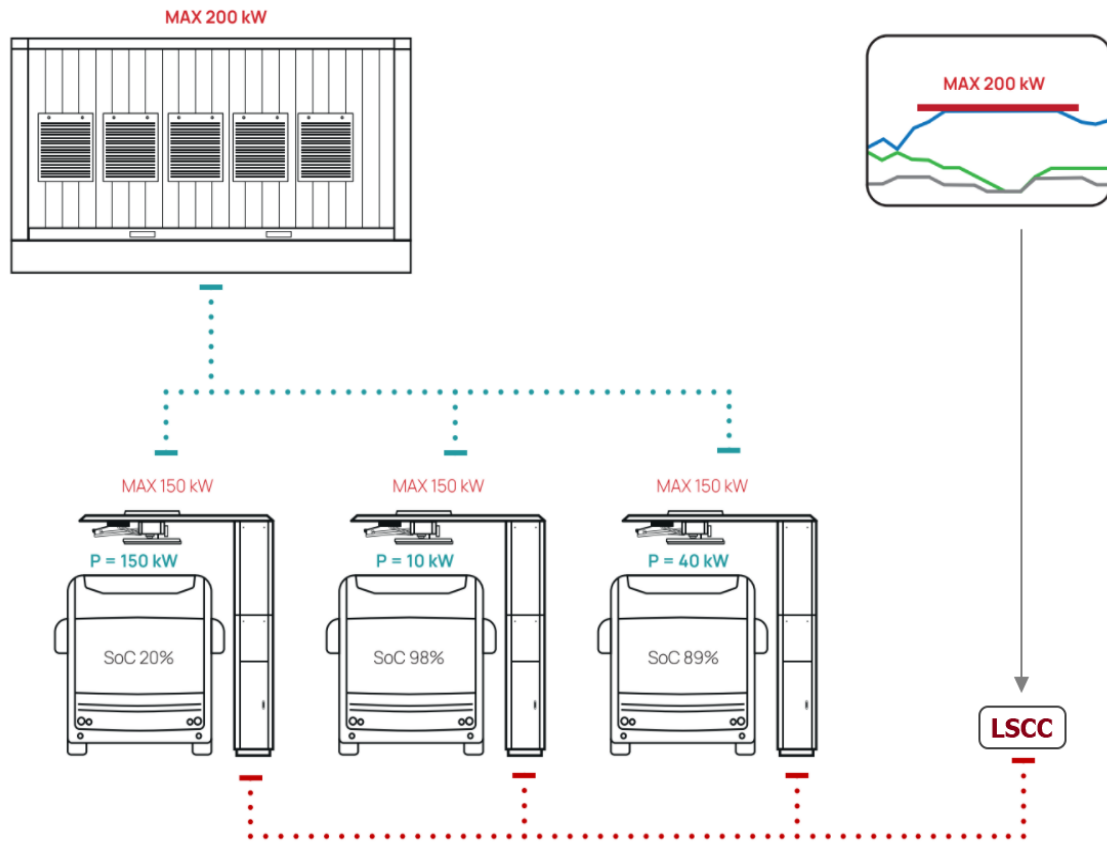 MAX 200 kW
MAX 200 kW
MAX 150 kW
MAX 150 kW
MAX 150 kW
P = 150 kW
P = 10 kW
P = 40 kW
SoC 20%
SoC 98%
SoC 89%
LSCC